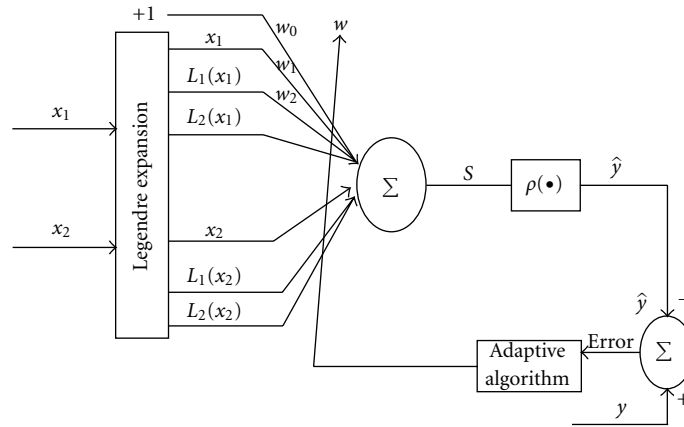 +1
w₀
w
x₁
w₁
L₁(x₁)
w₂
x₁
L₂(x₁)
Legendre expansion
Σ
S
ρ(•)
ŷ
x₂
x₂
L₁(x₂)
L₂(x₂)
ŷ
−
Adaptive
algorithm
Error
Σ
+
y